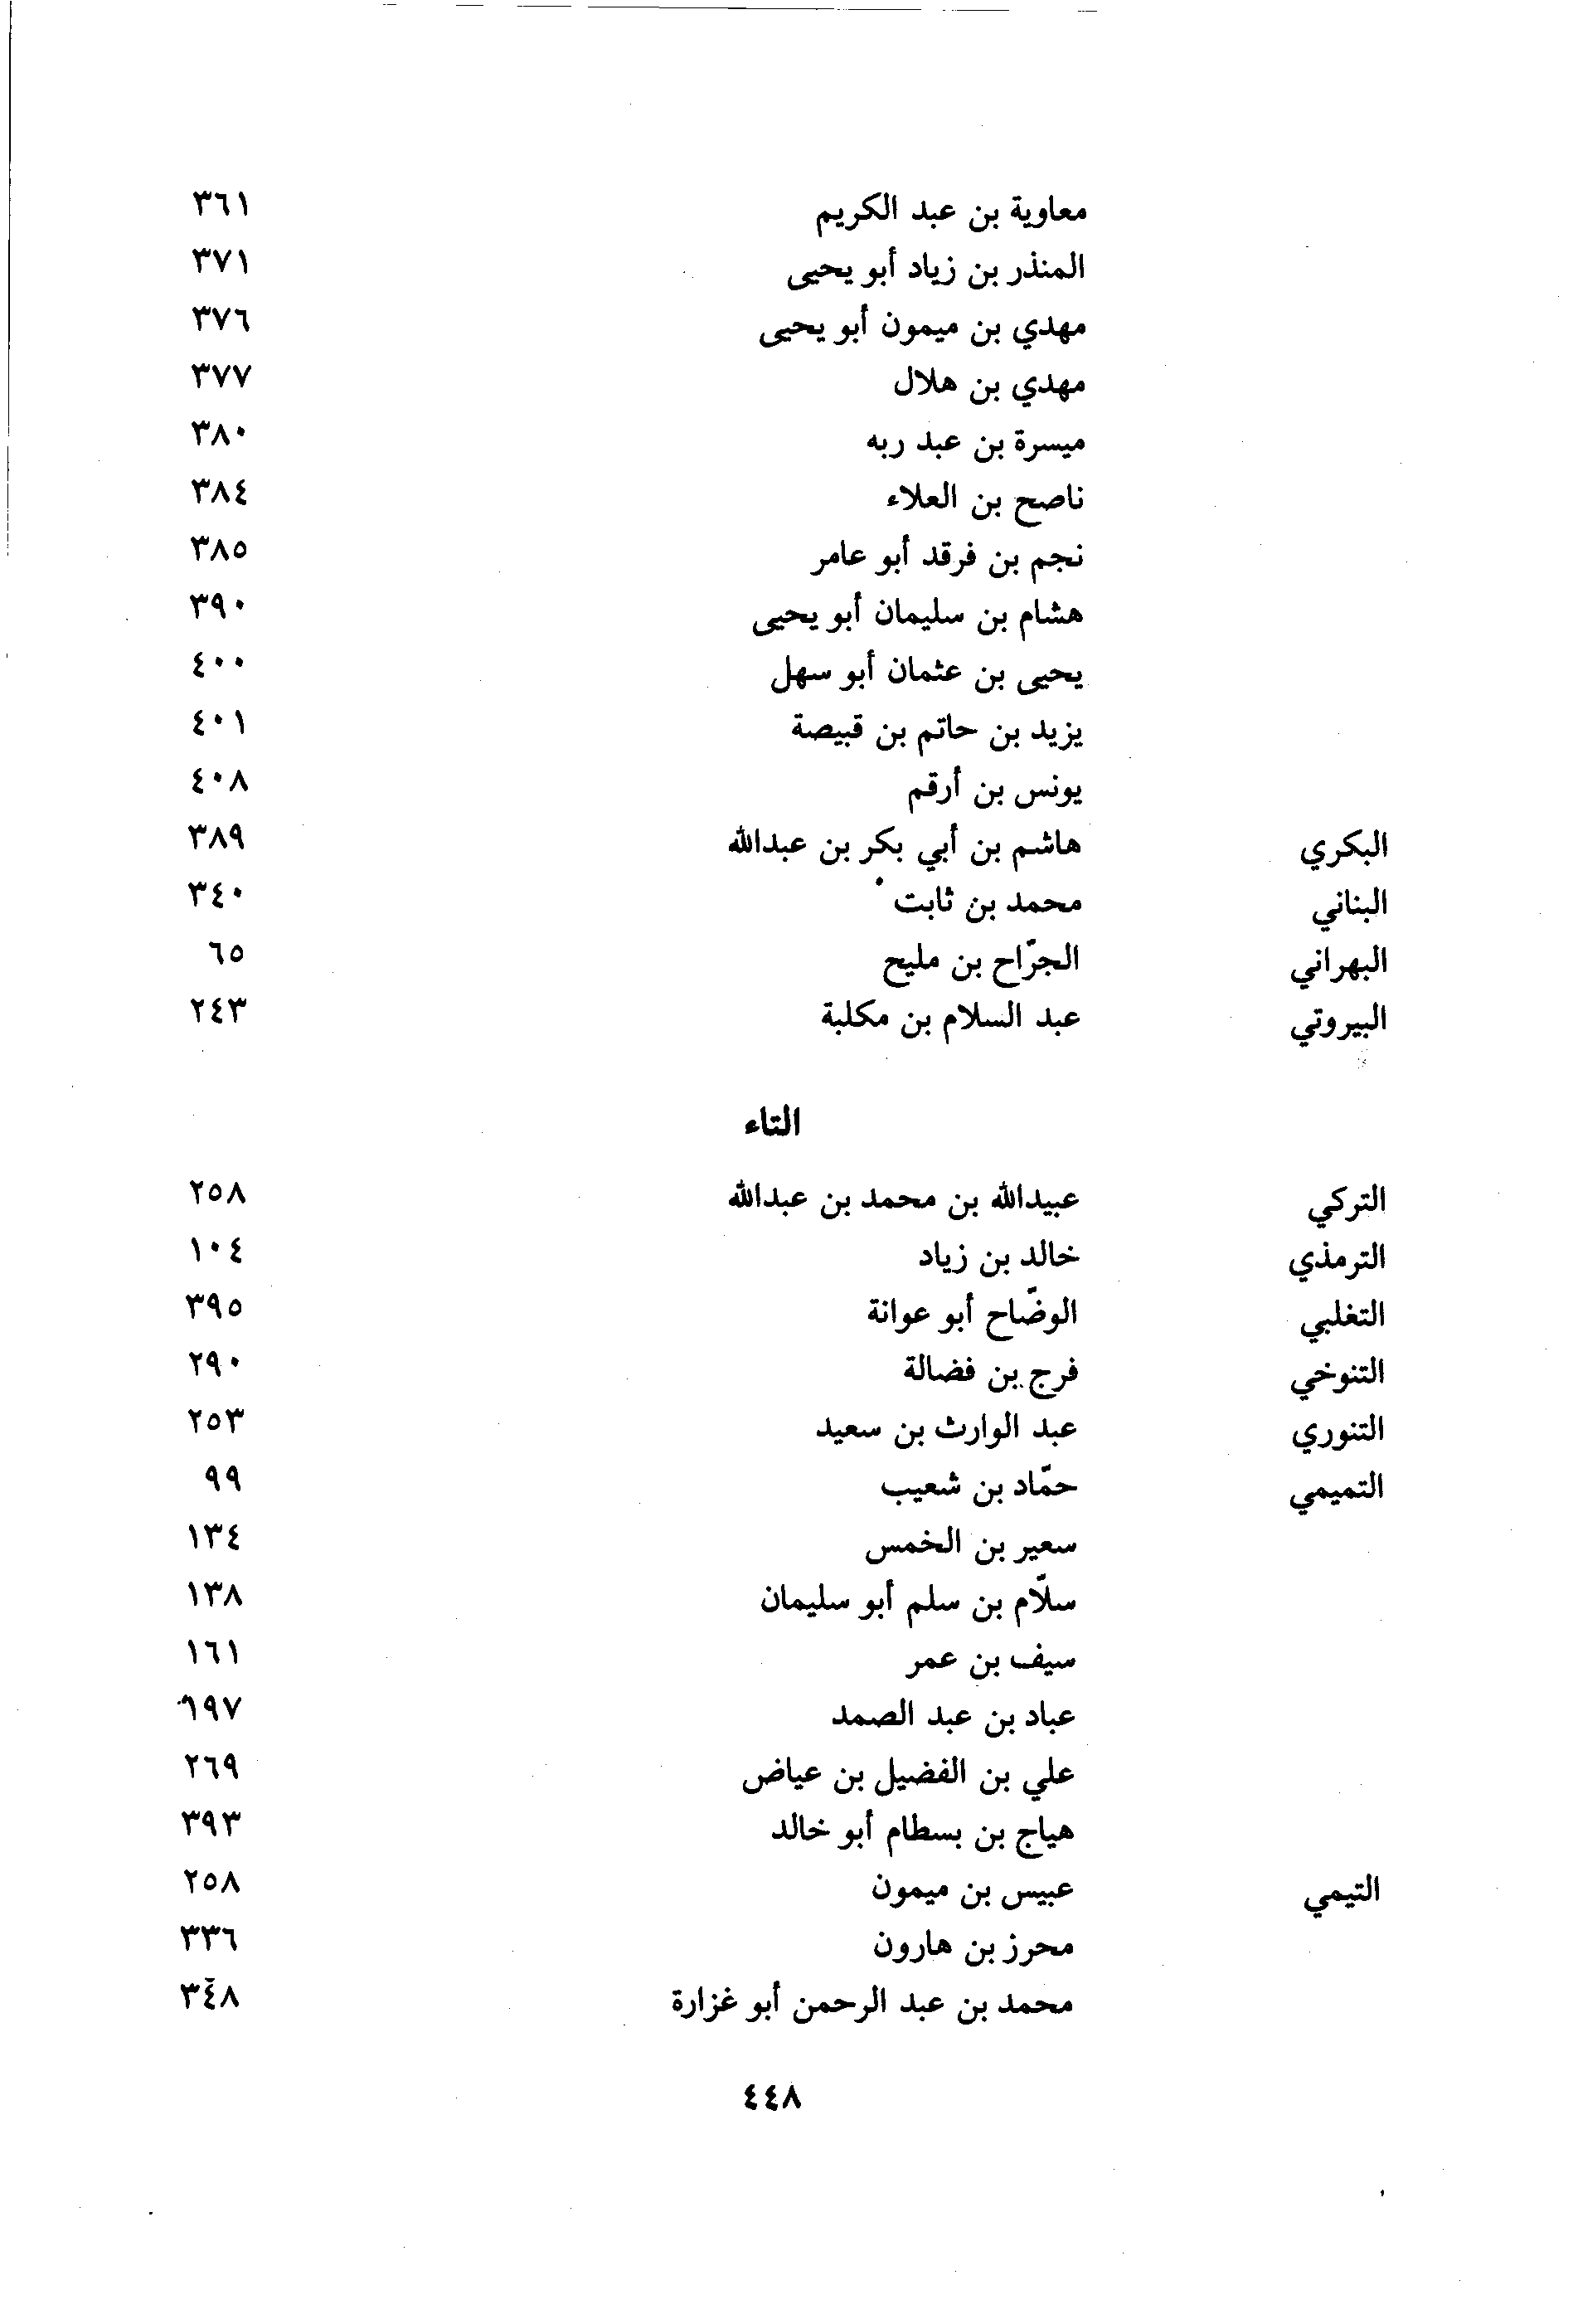 معاوية بن عبد الكريم ٣٦١
المنذر بن زياد أبو يحيى ٣٧١
مهدي بن ميمون أبو يحيى ٣٧٦
مهدي بن هلال ٣٧٧
ميسرة بن عبد ربه ٣٨٠
ناصح بن العلاء ٣٨٤
نجم بن فرقد أبو عامر ٣٨٥
هشام بن سليمان أبو يحيى ٣٩٠
يحيى بن عثمان أبو سهل ٤٠٠
يزيد بن حاتم بن قبيصة ٤٠١
يونس بن أرقم ٤٠٨
البكري هاشم بن أبي بكر بن عبدالله ٣٨٩
البناني محمد بن ثابت ٣٤٠
البهراني الجرّاح بن مليح ٦٥
البيروتي عبد السلام بن مكلبة ٢٤٣
التاء
التركي عبيدالله بن محمد بن عبدالله ٢٥٨
الترمذي خالد بن زياد ١٠٤
التغلبي الوضّاح أبو عوانة ٣٩٥
التنوخي فرج بن فضالة ٢٩٠
التنوري عبد الوارث بن سعيد ٢٥٣
التميمي حمّاد بن شعيب ٩٩
سعير بن الخمس ١٣٤
سلّام بن سلم أبو سليمان ١٣٨
سيف بن عمر ١٦١
عباد بن عبد الصمد ١٩٧
علي بن الفضيل بن عياض ٢٦٩
هياج بن بسطام أبو خالد ٣٩٣
التيمي عبيس بن ميمون ٢٥٨
محرز بن هارون ٣٣٦
محمد بن عبد الرحمن أبو غزارة ٣٤٨
٤٤٨